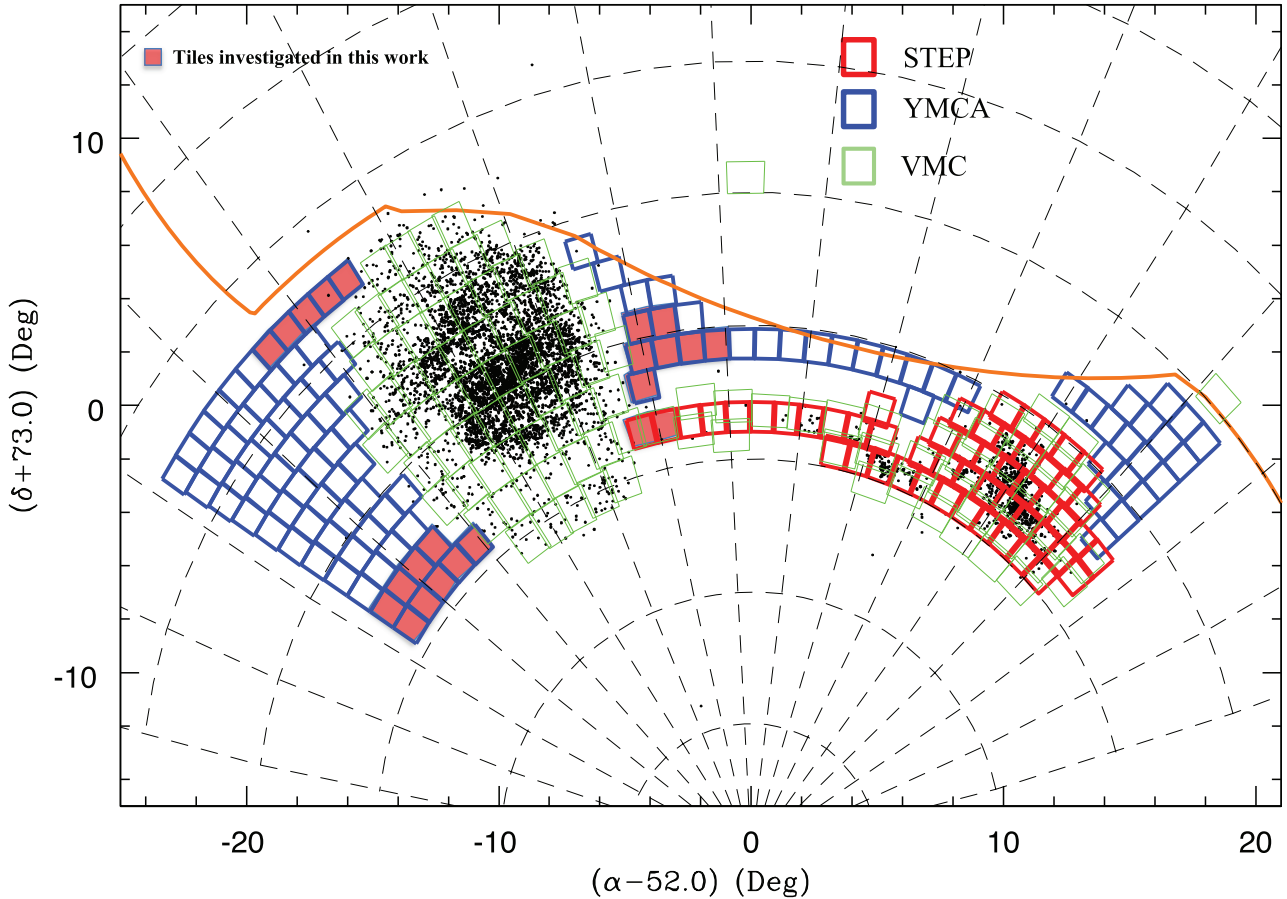 Tiles investigated in this work
STEP
YMCA
VMC
10
0
-10
(δ+73.0) (Deg)
-20
-10
0
10
20
(α−52.0) (Deg)